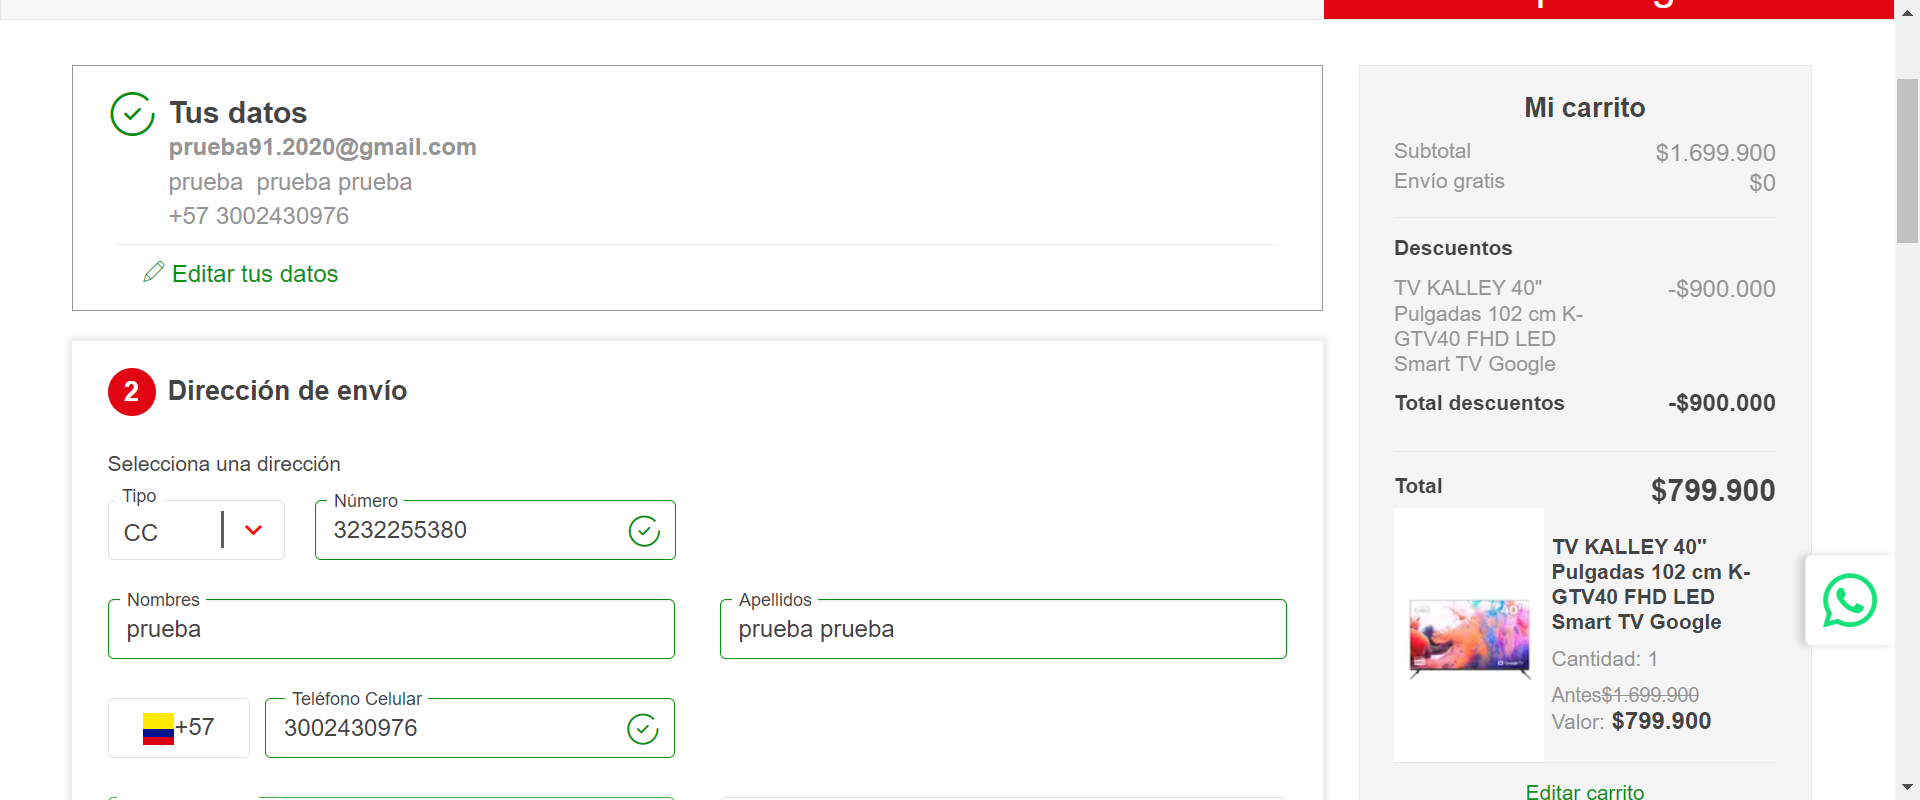 Tus datos
prueba91.2020@gmail.com
prueba  prueba prueba
+57 3002430976
Editar tus datos
2 Dirección de envío
Selecciona una dirección
Tipo
CC
Número
3232255380
Nombres
prueba
Apellidos
prueba prueba
+57
Teléfono Celular
3002430976
Mi carrito
Subtotal $1.699.900
Envío gratis $0
Descuentos
TV KALLEY 40" -$900.000
Pulgadas 102 cm K-
GTV40 FHD LED
Smart TV Google
Total descuentos -$900.000
Total $799.900
TV KALLEY 40"
Pulgadas 102 cm K-
GTV40 FHD LED
Smart TV Google
Cantidad: 1
Antes$1.699.900
Valor: $799.900
Editar carrito